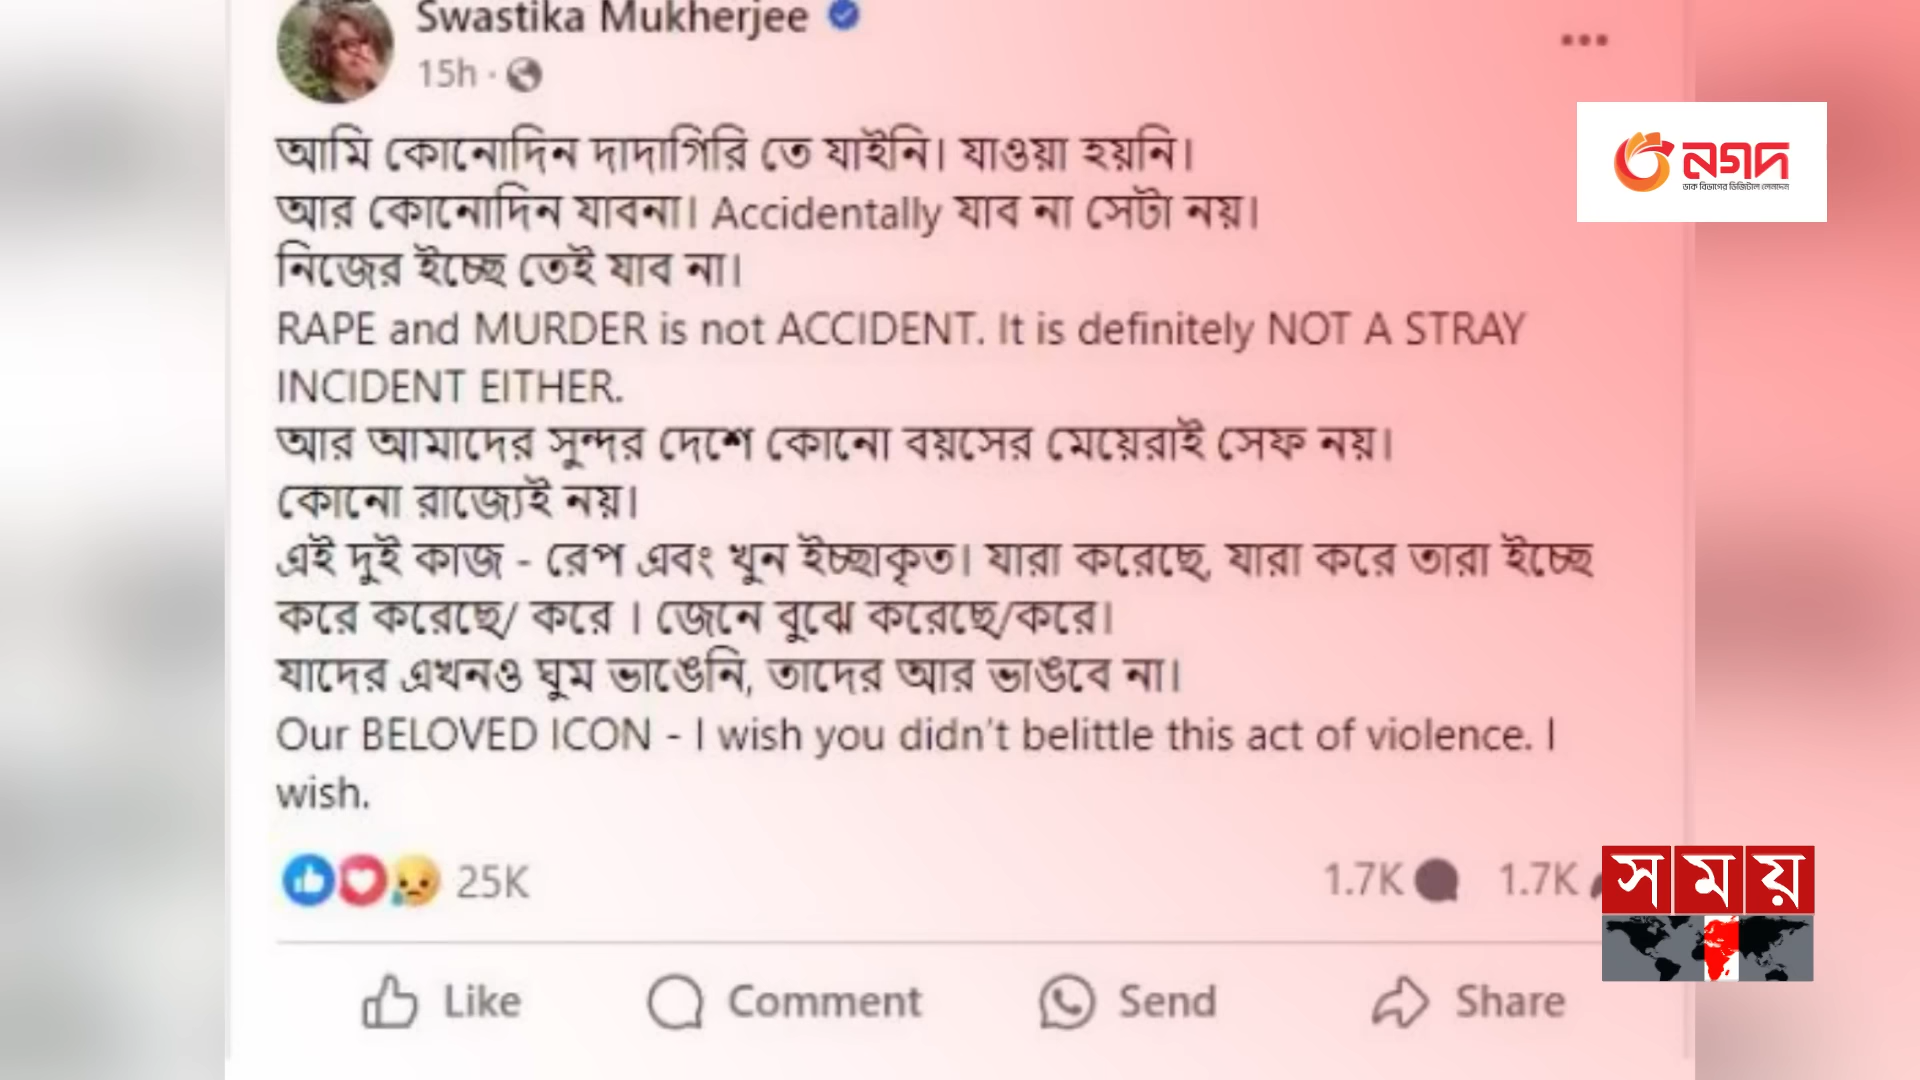 Swastika Mukherjee
15h
আমি কোনোদিন দাদাগিরি তে যাইনি। যাওয়া হয়নি।
আর কোনোদিন যাবনা। Accidentally যাব না সেটা নয়।
নিজের ইচ্ছে তেই যাব না।
RAPE and MURDER is not ACCIDENT. It is definitely NOT A STRAY
INCIDENT EITHER.
আর আমাদের সুন্দর দেশে কোনো বয়সের মেয়েরাই সেফ নয়।
কোনো রাজ্যেই নয়।
এই দুই কাজ - রেপ এবং খুন ইচ্ছাকৃত। যারা করেছে, যারা করে তারা ইচ্ছে
করে করেছে/ করে । জেনে বুঝে করেছে/করে।
যাদের এখনও ঘুম ভাঙেনি, তাদের আর ভাঙবে না।
Our BELOVED ICON - I wish you didn't belittle this act of violence. I
wish.
25K 1.7K 1.7K
Like Comment Send Share
নগদ
ডাক বিভাগের ডিজিটাল লেনদেন
সময়